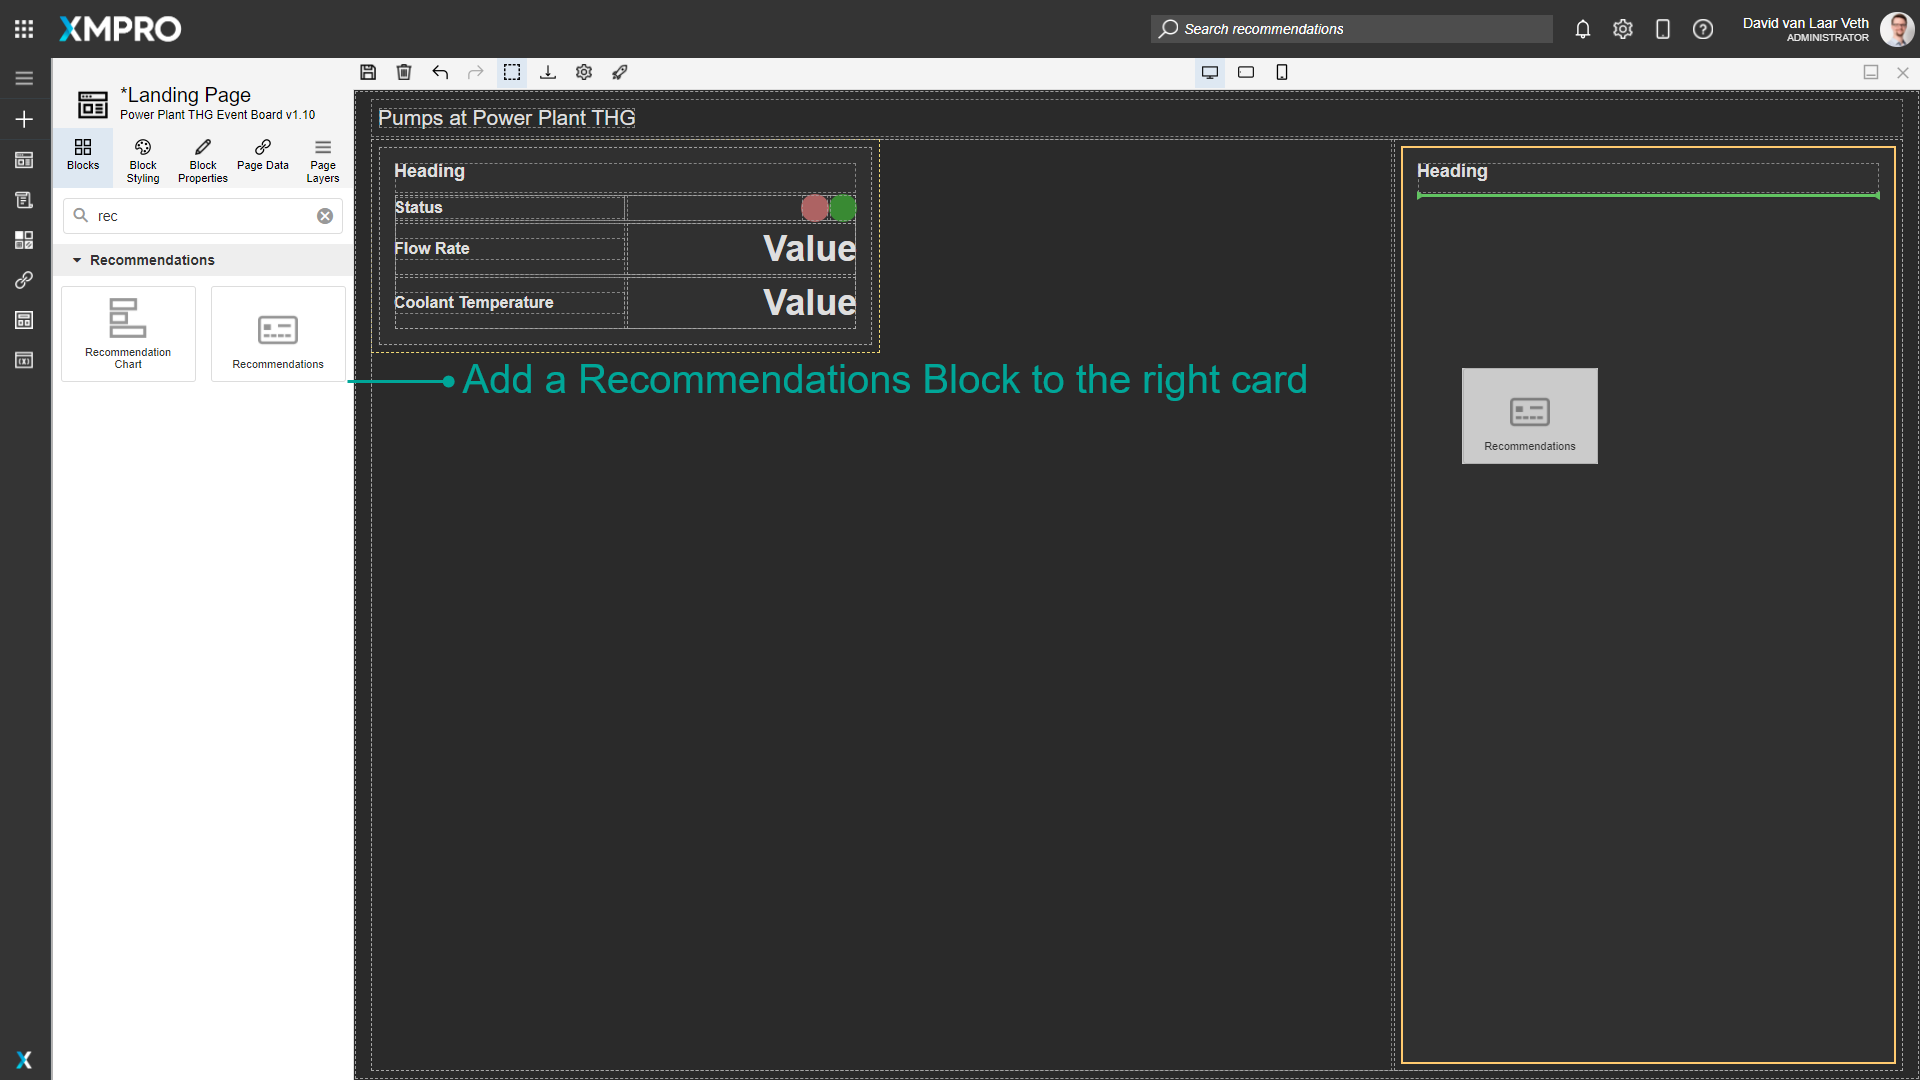 XMPRO
Search recommendations
David van Laar Veth
ADMINISTRATOR
*Landing Page
Power Plant THG Event Board v1.10
Blocks
Block
Styling
Block
Properties
Page Data
Page
Layers
rec
Recommendations
Recommendation
Chart
Recommendations
Pumps at Power Plant THG
Heading
Status
Flow Rate
Value
Coolant Temperature
Value
Add a Recommendations Block to the right card
Heading
Recommendations